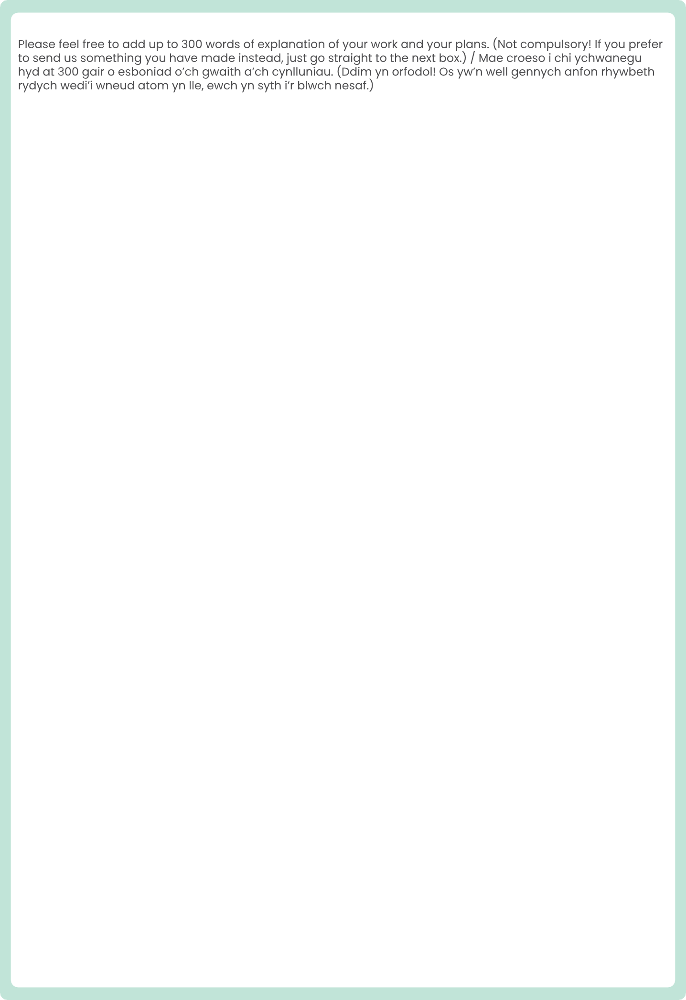 Please feel free to add up to 300 words of explanation of your work and your plans. (Not compulsory! If you prefer
to send us something you have made instead, just go straight to the next box.) / Mae croeso i chi ychwanegu
hyd at 300 gair o esboniad o’ch gwaith a’ch cynlluniau. (Ddim yn orfodol! Os yw’n well gennych anfon rhywbeth
rydych wedi’i wneud atom yn lle, ewch yn syth i’r blwch nesaf.)